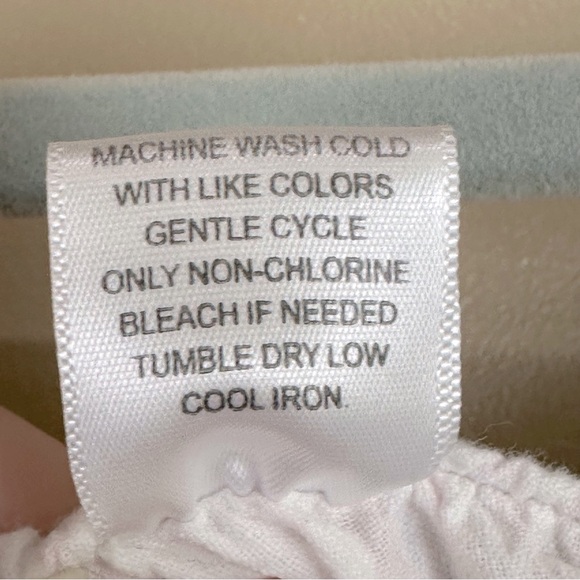 MACHINE WASH COLD
WITH LIKE COLORS
GENTLE CYCLE
ONLY NON-CHLORINE
BLEACH IF NEEDED
TUMBLE DRY LOW
COOL IRON